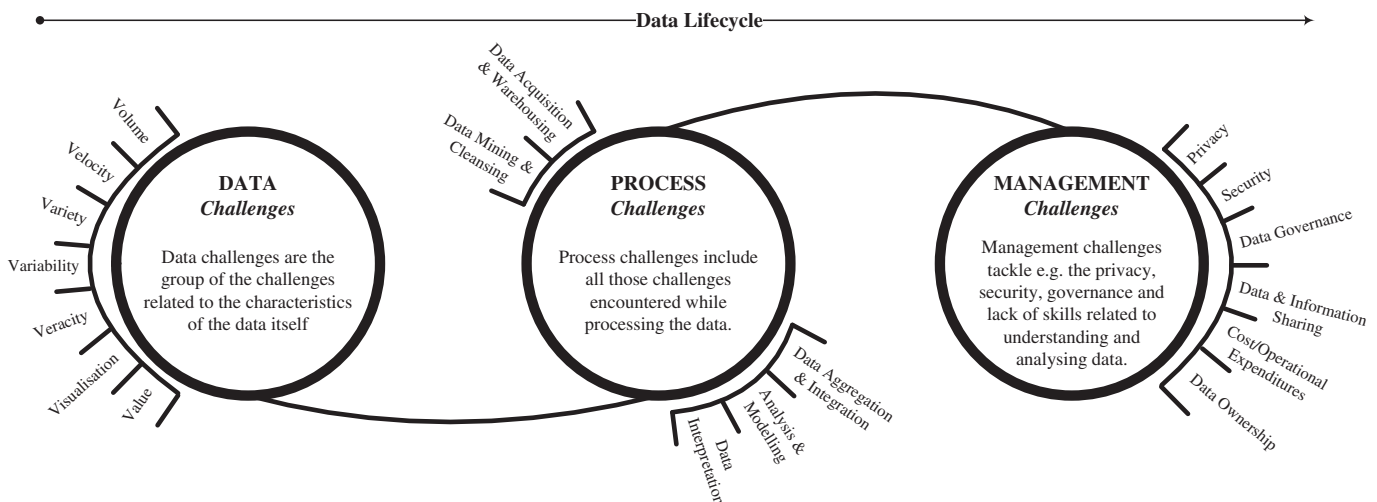 Data Lifecycle
Volume
Velocity
Variety
Variability
Veracity
Visualisation
Value
DATA
Challenges
Data challenges are the
group of the challenges
related to the characteristics
of the data itself
Data Acquisition
& Warehousing
Data Mining &
Cleansing
PROCESS
Challenges
Process challenges include
all those challenges
encountered while
processing the data.
Data Aggregation
& Integration
Analysis &
Modelling
Data
Interpretation
MANAGEMENT
Challenges
Management challenges
tackle e.g. the privacy,
security, governance and
lack of skills related to
understanding and
analysing data.
Privacy
Security
Data Governance
Data & Information
Sharing
Cost/Operational
Expenditures
Data Ownership